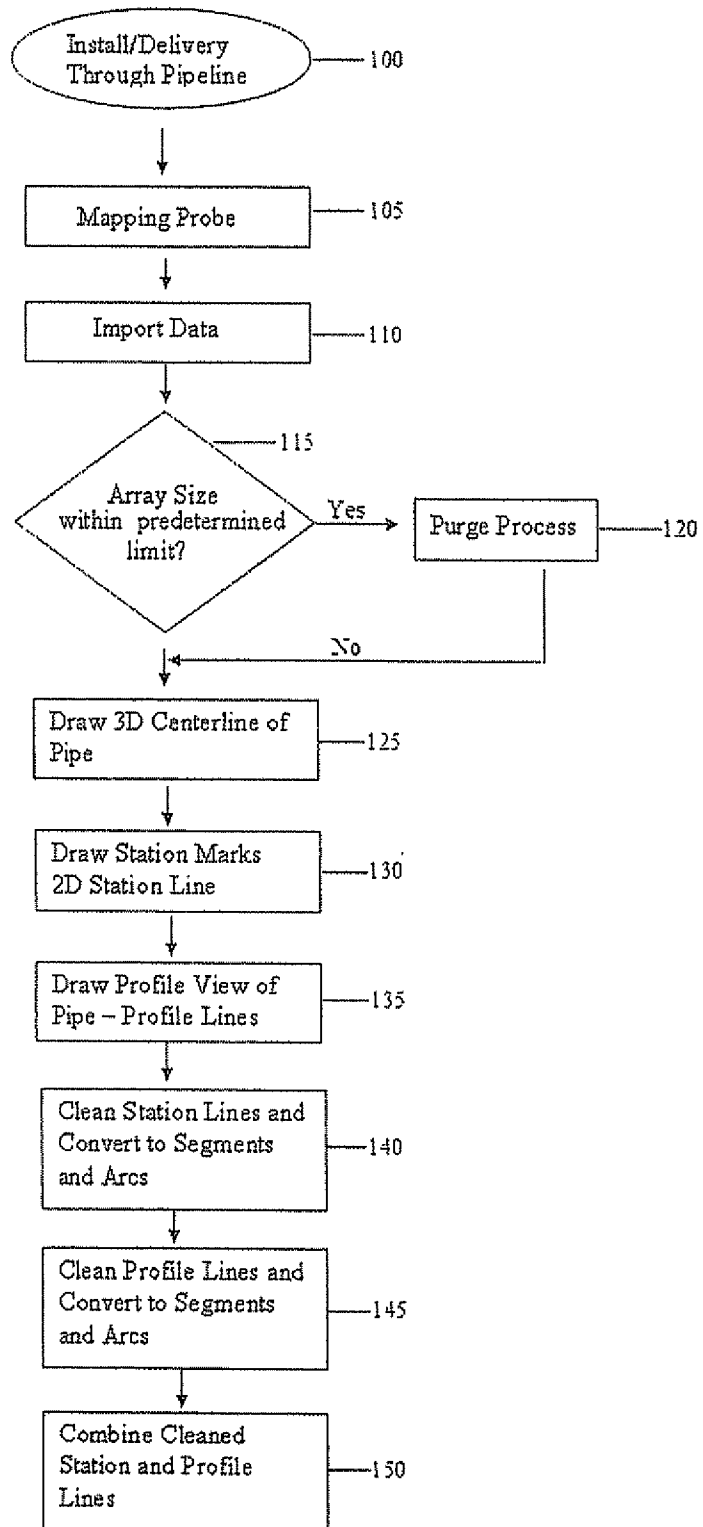 Install/Delivery
Through Pipeline
100
Mapping Probe
105
Import Data
110
115
Array Size
within predetermined
limit?
Yes
Purge Process
120
No
Draw 3D Centerline of
Pipe
125
Draw Station Marks
2D Station Line
130
Draw Profile View of
Pipe – Profile Lines
135
Clean Station Lines and
Convert to Segments
and Arcs
140
Clean Profile Lines and
Convert to Segments
and Arcs
145
Combine Cleaned
Station and Profile
Lines
150